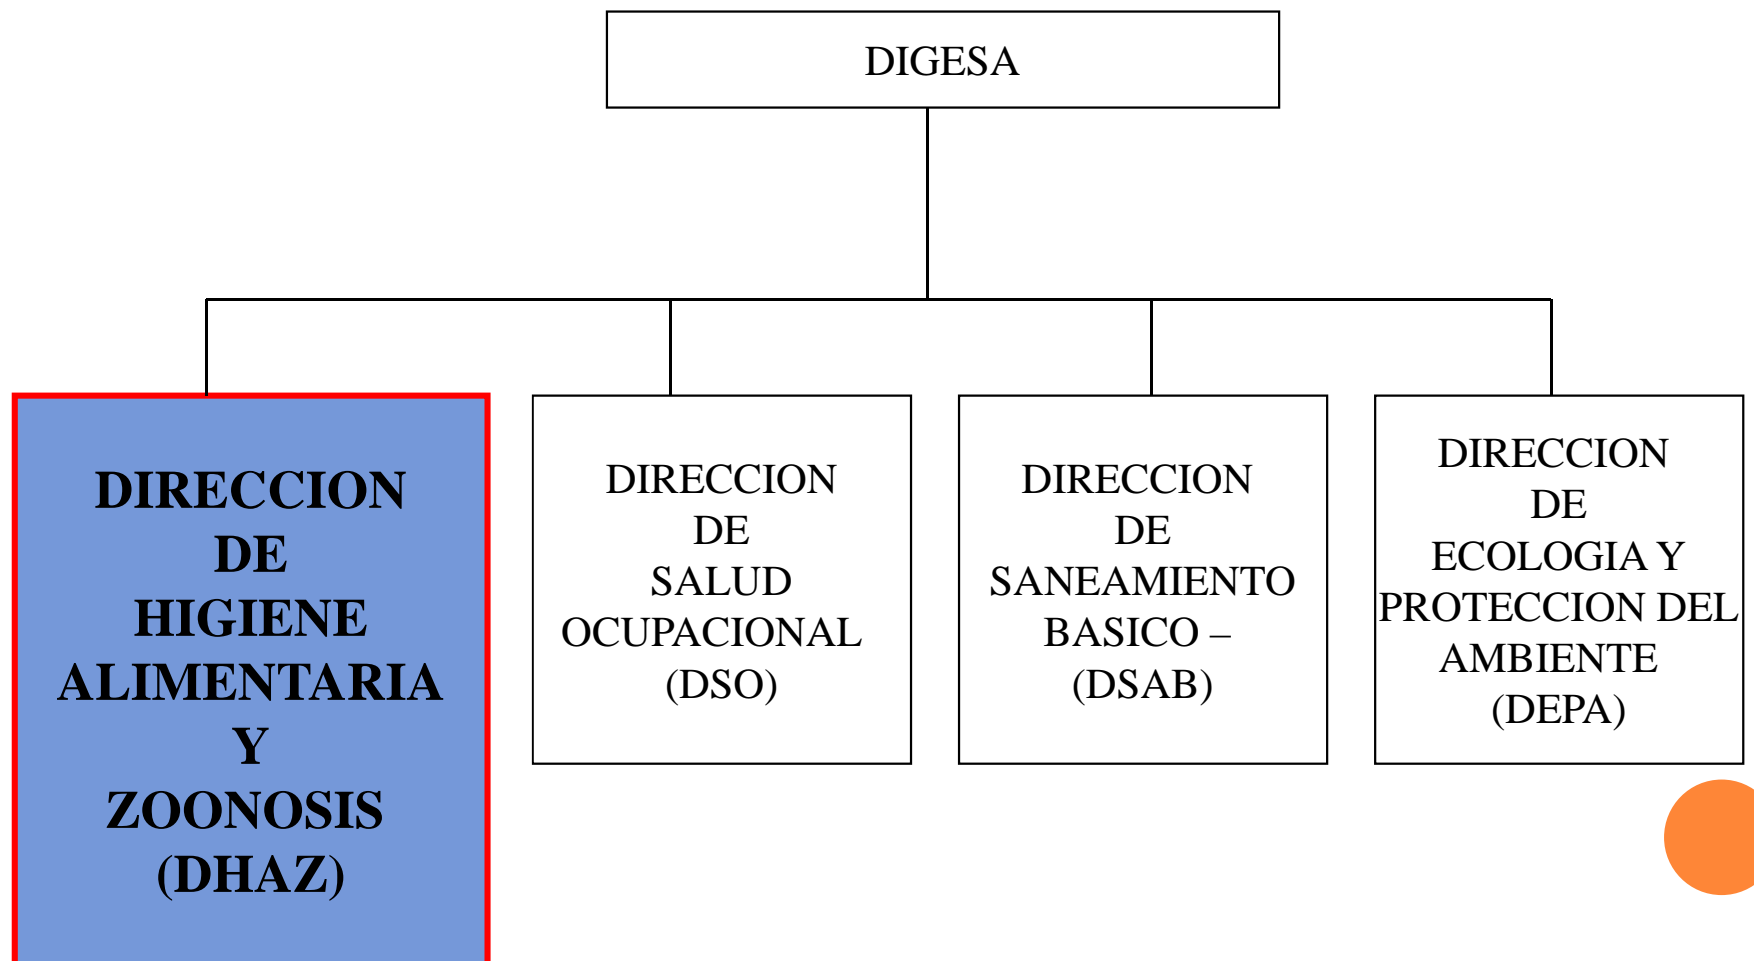 DIGESA
DIRECCION
DE
HIGIENE
ALIMENTARIA
Y
ZOONOSIS
(DHAZ)
DIRECCION
DE
SALUD
OCUPACIONAL
(DSO)
DIRECCION
DE
SANEAMIENTO
BASICO –
(DSAB)
DIRECCION
DE
ECOLOGIA Y
PROTECCION DEL
AMBIENTE
(DEPA)